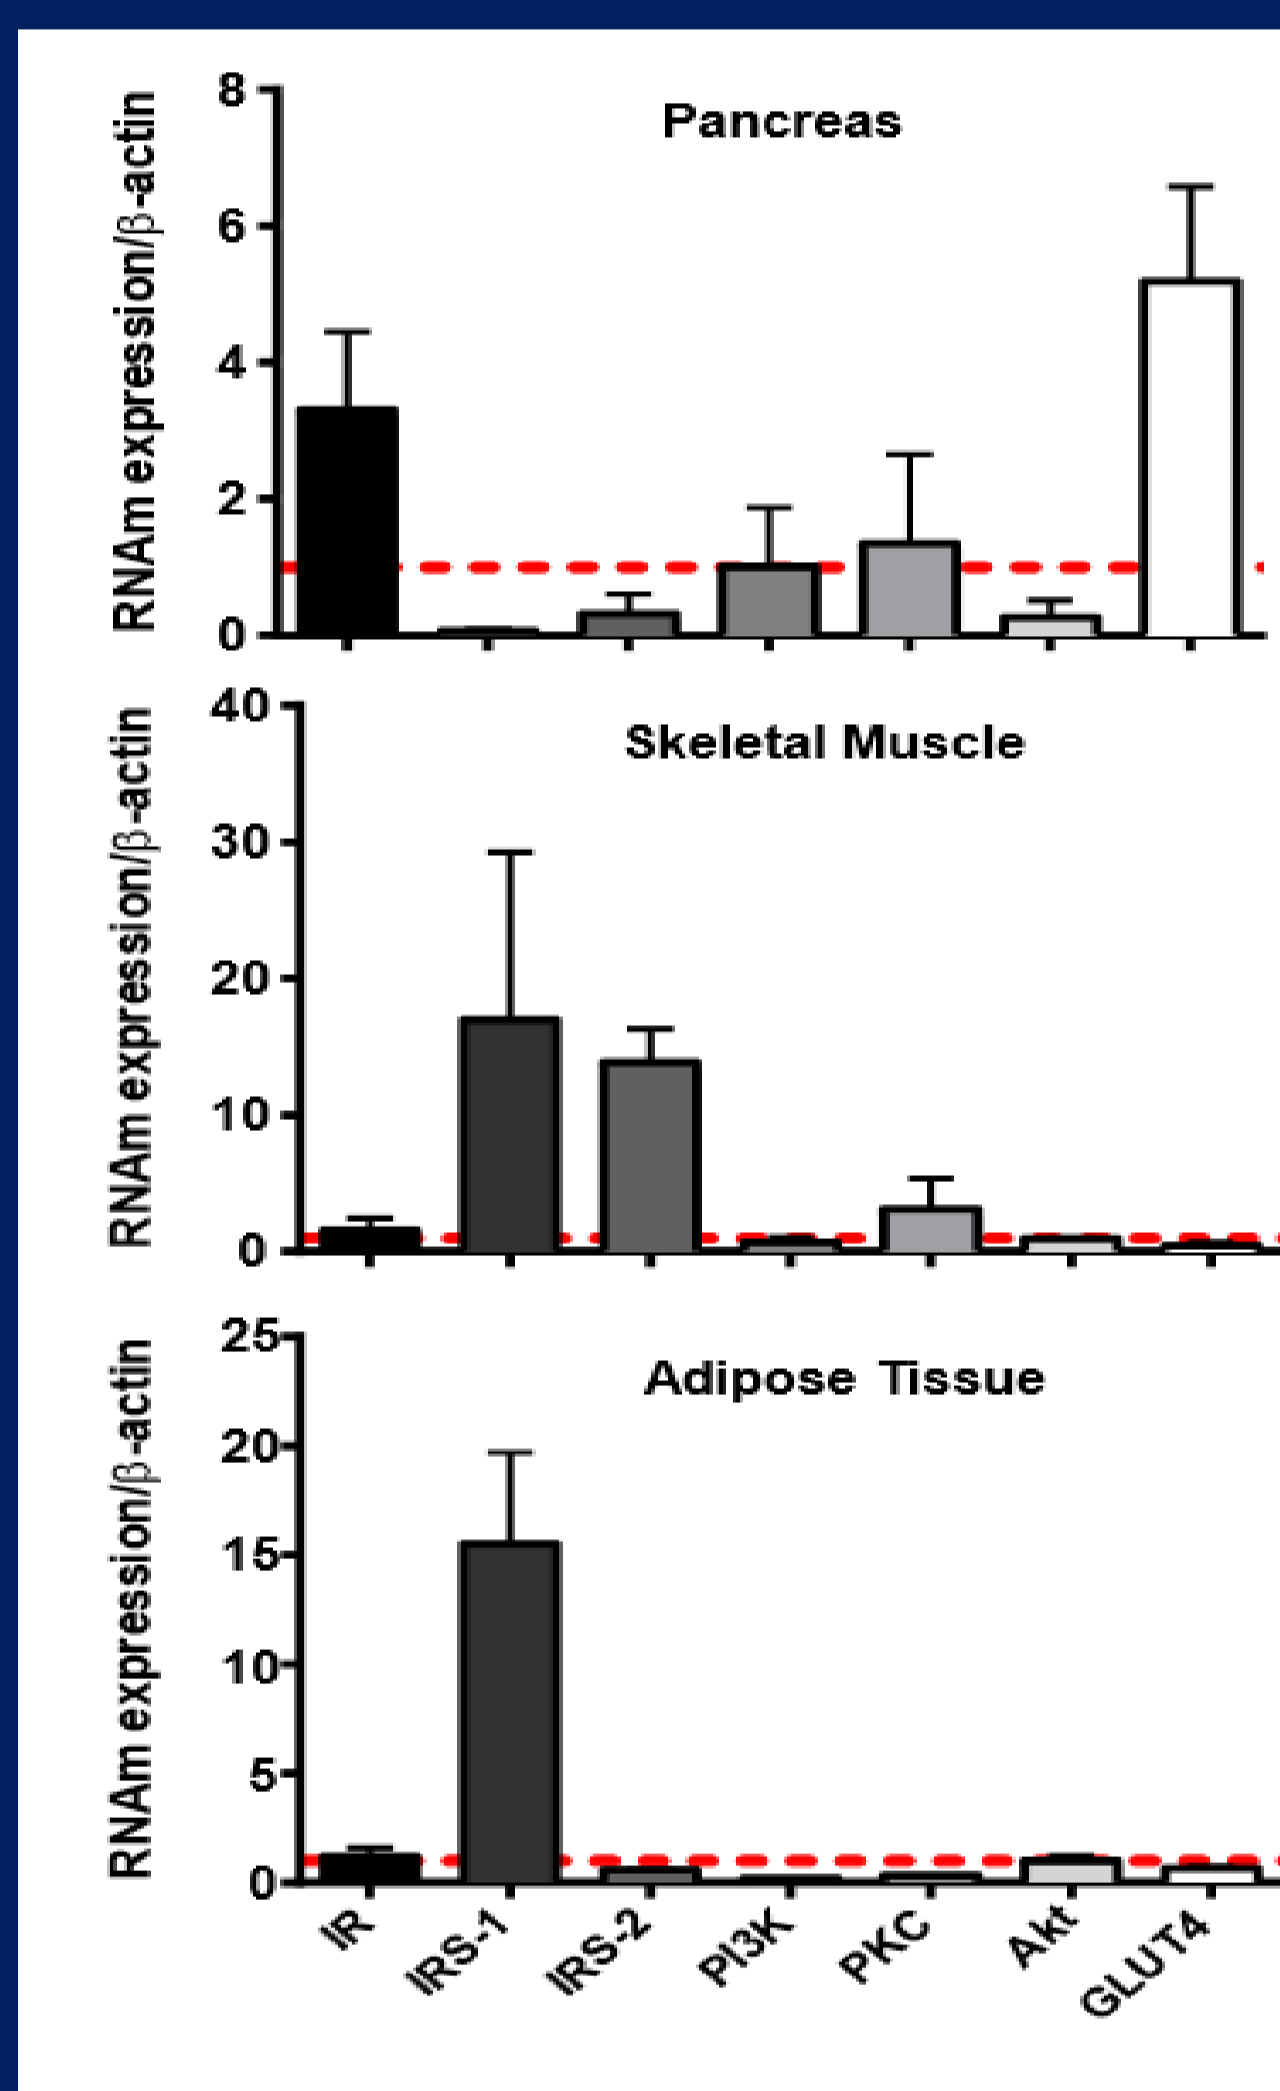 Pancreas
RNAm expression/β-actin
8
6
4
2
0
Skeletal Muscle
RNAm expression/β-actin
40
30
20
10
0
Adipose Tissue
RNAm expression/β-actin
25
20
15
10
5
0
IR
IRS-1
IRS-2
PI3K
PKC
Akt
GLUT4